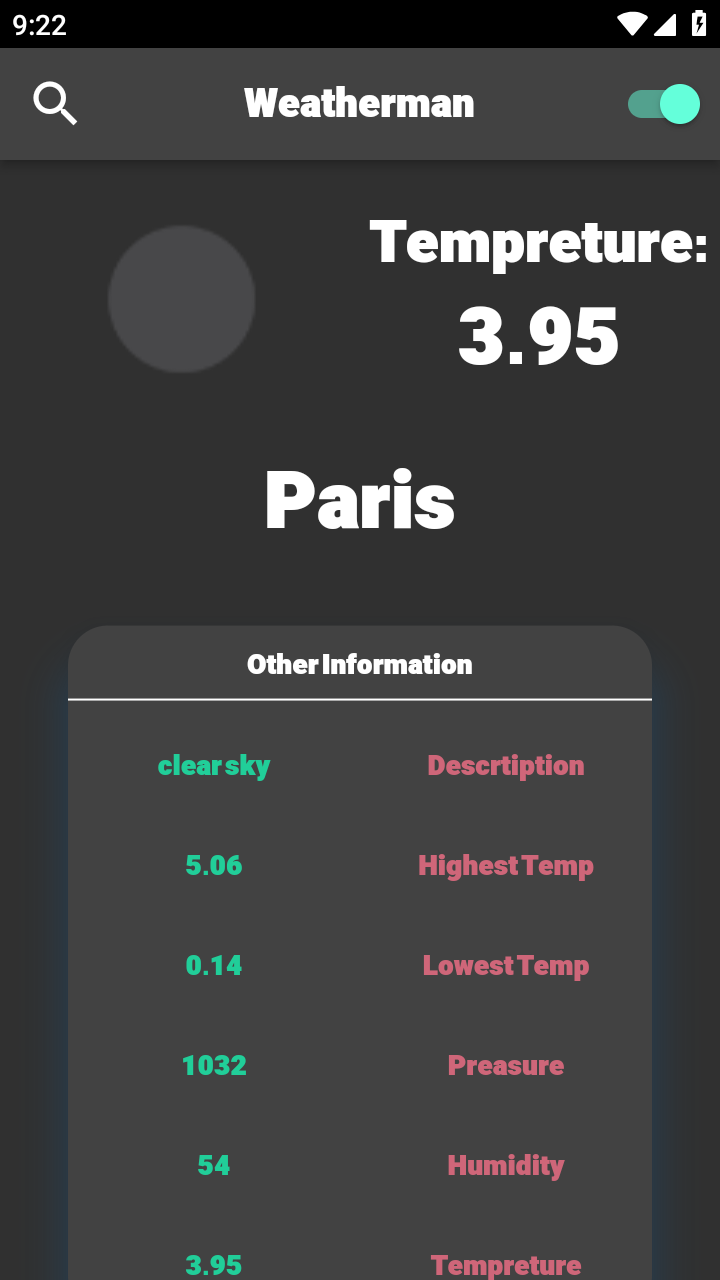 9:22
Weatherman
Tempreture:
3.95
Paris
Other Information
clear sky Descrtiption
5.06 Highest Temp
0.14 Lowest Temp
1032 Preasure
54 Humidity
3.95 Tempreture